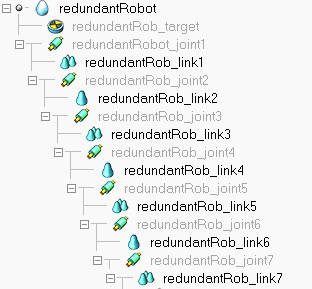 redundantRobot
redundantRob_target
redundantRobot_joint1
redundantRob_link1
redundantRob_joint2
redundantRob_link2
redundantRob_joint3
redundantRob_link3
redundantRob_joint4
redundantRob_link4
redundantRob_joint5
redundantRob_link5
redundantRob_joint6
redundantRob_link6
redundantRob_joint7
redundantRob_link7